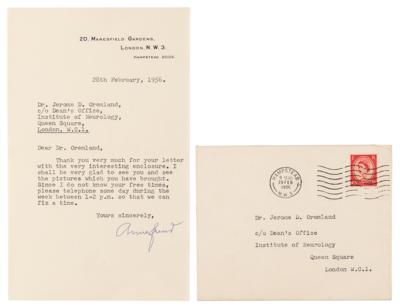 20, Maresfield Gardens,
London, N.W.3.
Hampstead 2002.
28th February, 1956.
Dr. Jerome D. Grenland,
c/o Dean's Office,
Institute of Neurology,
Queen Square,
London, W.C.1.
Dear Dr. Grenland,
Thank you very much for your letter
with the very interesting enclosure. I
shall be very glad to see you and see
the pictures which you have brought.
Since I do not know your free times,
please telephone some day during the
week between 1-2 p.m. so that we can
fix a time.
Yours sincerely,
Anna Freud
HAMPSTEAD
1956
N.W.3
Dr. Jerome D. Grenland
c/o Dean's Office
Institute of Neurology
Queen Square
London W.C.1.